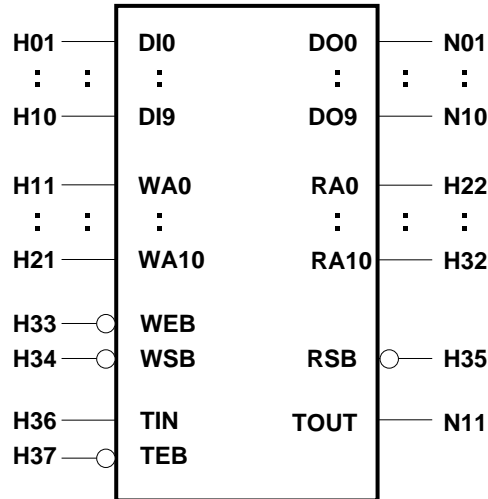 H01 DI0 DO0 N01
: : : : : :
H10 DI9 DO9 N10
H11 WA0 RA0 H22
: : : : : :
H21 WA10 RA10 H32
H33 WEB
H34 WSB RSB H35
H36 TIN TOUT N11
H37 TEB